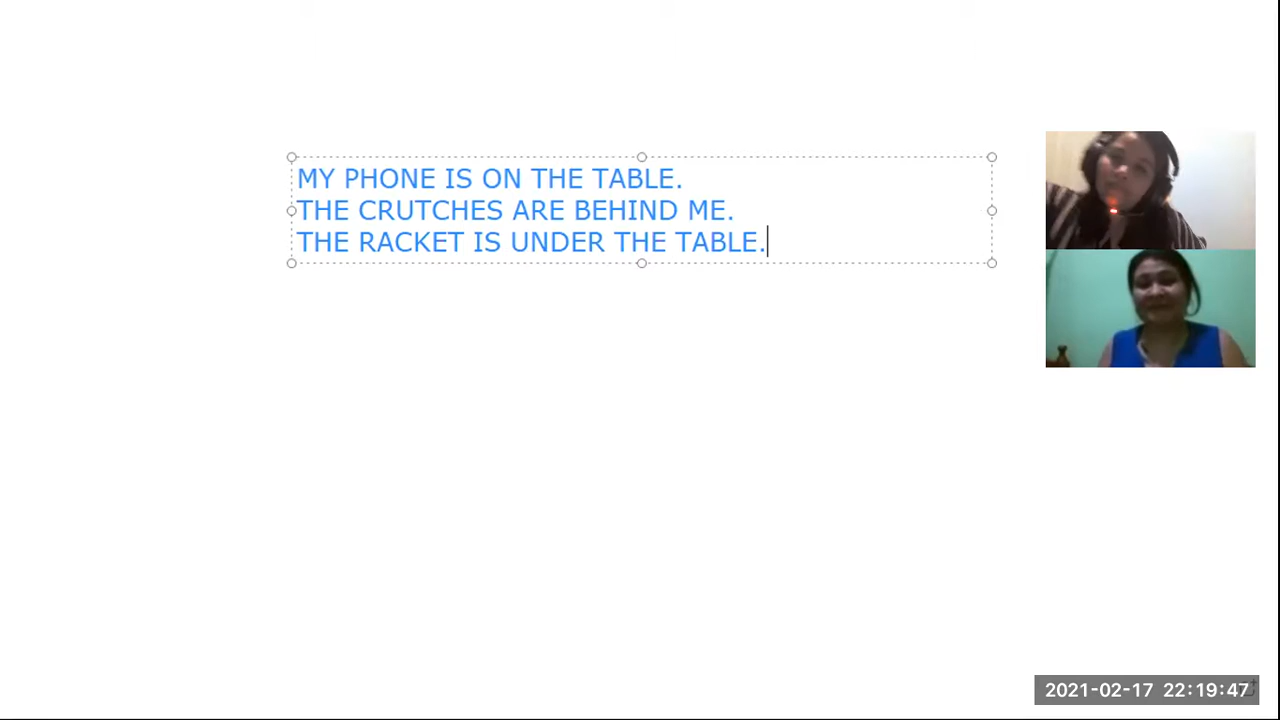 MY PHONE IS ON THE TABLE.
THE CRUTCHES ARE BEHIND ME.
THE RACKET IS UNDER THE TABLE.
2021-02-17 22:19:47